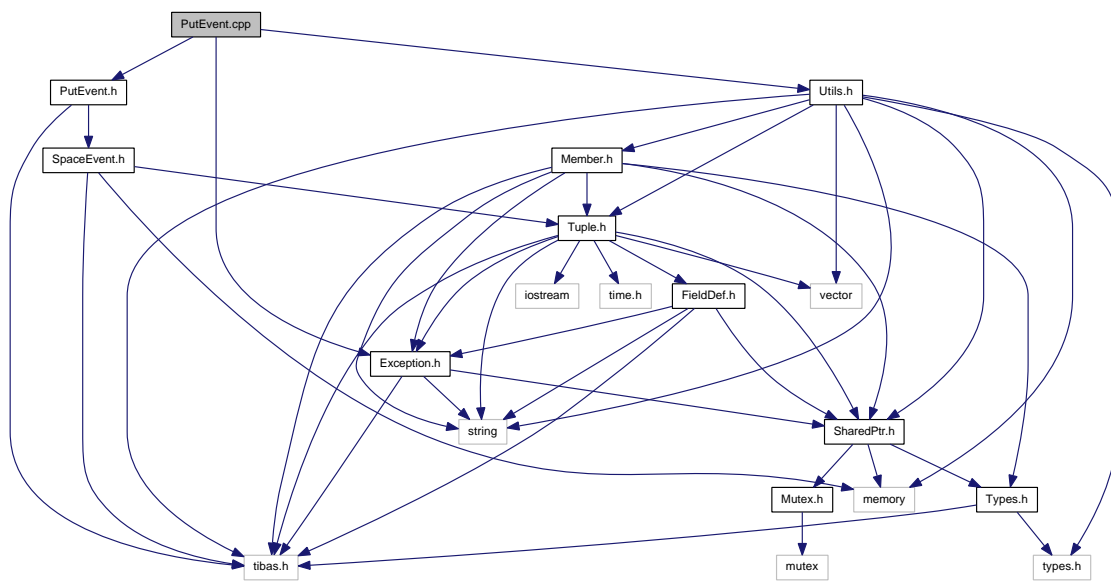 PutEvent.cpp
PutEvent.h
Utils.h
SpaceEvent.h
Member.h
Tuple.h
iostream
time.h
FieldDef.h
vector
Exception.h
string
SharedPtr.h
Mutex.h
memory
Types.h
tibas.h
mutex
types.h